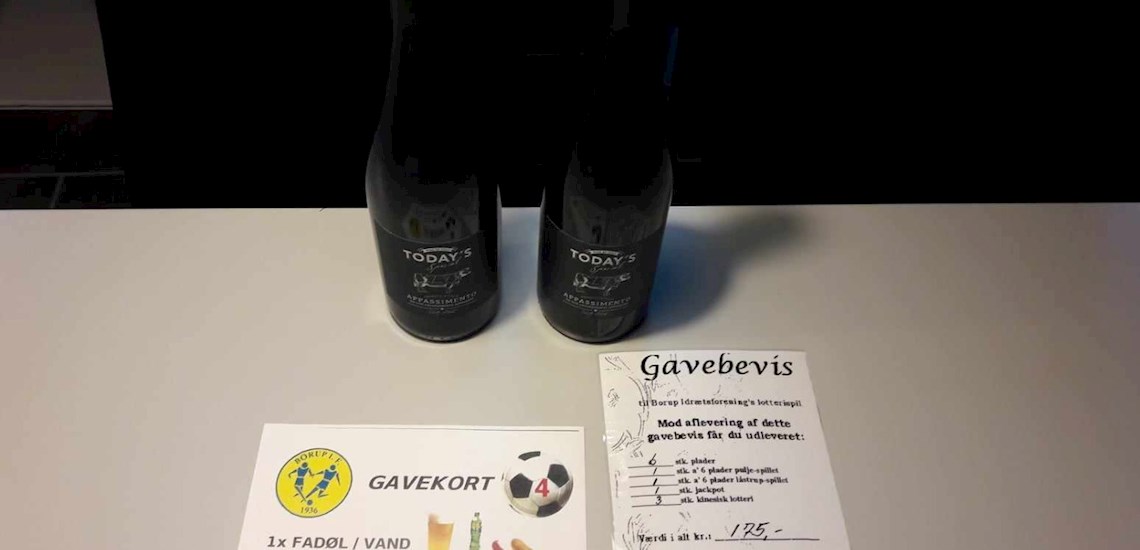 TODAY'S
APPASSIMENTO
TODAY'S
APPASSIMENTO
Gavebevis
til Borup Idrætsforening's lotterispil
Mod aflevering af dette
gavebevis får du udleveret:
6 stk. plader
1 stk. a' 6 plader pulje-spillet
1 stk. a' 6 plader låstrup-spillet
1 stk. jackpot
3 stk. kinesisk lotteri
Værdi i alt kr.: 175,-
BORUP I.F.
1936
GAVEKORT
4
1x FADØL / VAND